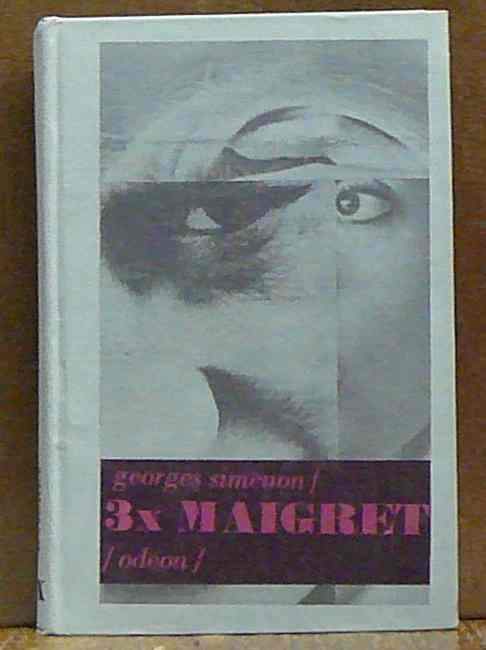 georges simenon /
3x MAIGRET
/ odeon /
X